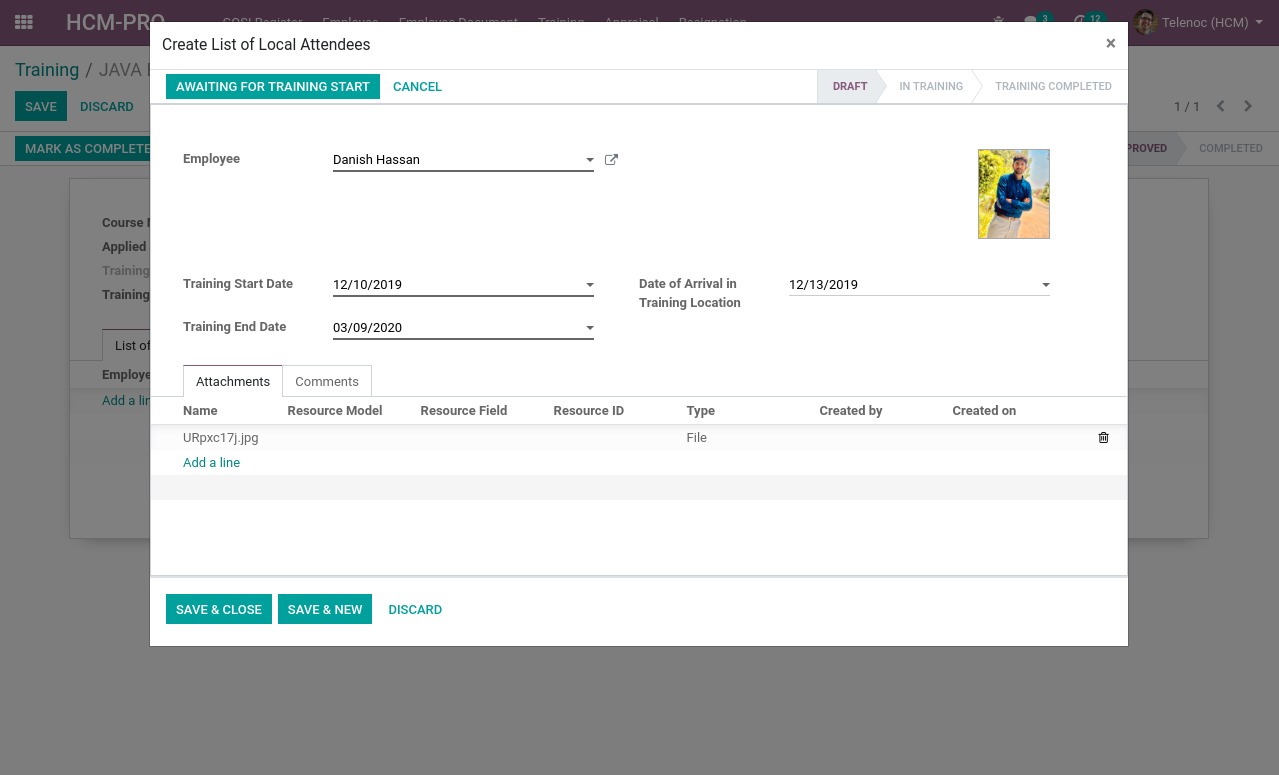 HCM-PRO
GOSI Register Employee Employee Document Training Appraisal Resignation
3 12 Telenoc (HCM)
Create List of Local Attendees ×
Training / JAVA
AWAITING FOR TRAINING START CANCEL DRAFT IN TRAINING TRAINING COMPLETED
SAVE DISCARD 1 / 1
MARK AS COMPLETE COMPLETED
Employee Danish Hassan
Course
Applied
Training
Training
Training Start Date 12/10/2019 Date of Arrival in
Training Location 12/13/2019
Training End Date 03/09/2020
List of
Attachments Comments
Employe
Add a lin
Name Resource Model Resource Field Resource ID Type Created by Created on
URpxc17j.jpg File
Add a line
SAVE & CLOSE SAVE & NEW DISCARD